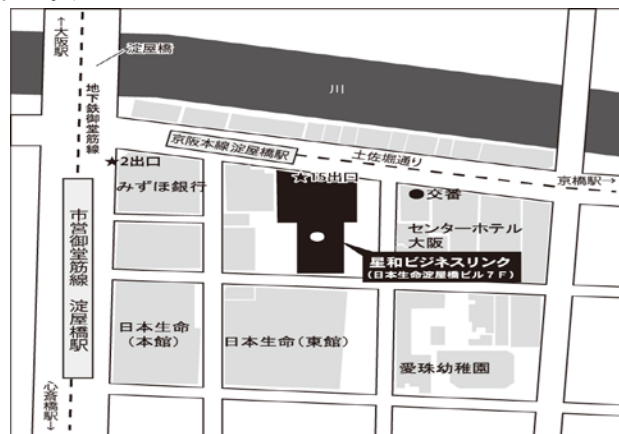 ←大阪駅
淀屋橋
地下鉄御堂筋線
川
京阪本線淀屋橋駅
土佐堀通り
京橋駅→
★2出口
みずほ銀行
☆15出口
●交番
センターホテル
大阪
星和ビジネスリンク
(日本生命淀屋橋ビル7F)
市営御堂筋線 淀屋橋駅
日本生命
(本館)
日本生命(東館)
愛珠幼稚園
心斎橋駅→